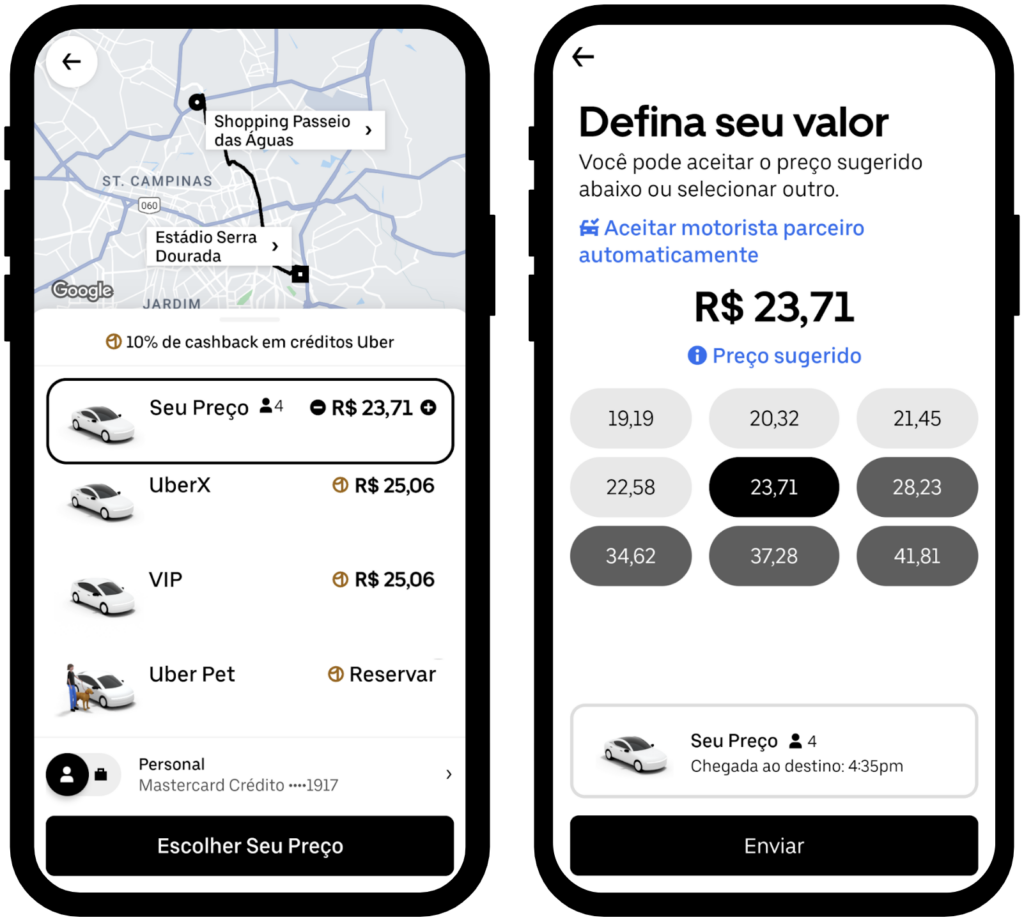 Shopping Passeio
das Águas
ST. CAMPINAS
060
Estádio Serra
Dourada
Google
JARDIM
10% de cashback em créditos Uber
Seu Preço 4 R$ 23,71
UberX R$ 25,06
VIP R$ 25,06
Uber Pet Reservar
Personal
Mastercard Crédito ••••1917
Escolher Seu Preço
Defina seu valor
Você pode aceitar o preço sugerido
abaixo ou selecionar outro.
Aceitar motorista parceiro
automaticamente
R$ 23,71
Preço sugerido
19,19 20,32 21,45
22,58 23,71 28,23
34,62 37,28 41,81
Seu Preço 4
Chegada ao destino: 4:35pm
Enviar